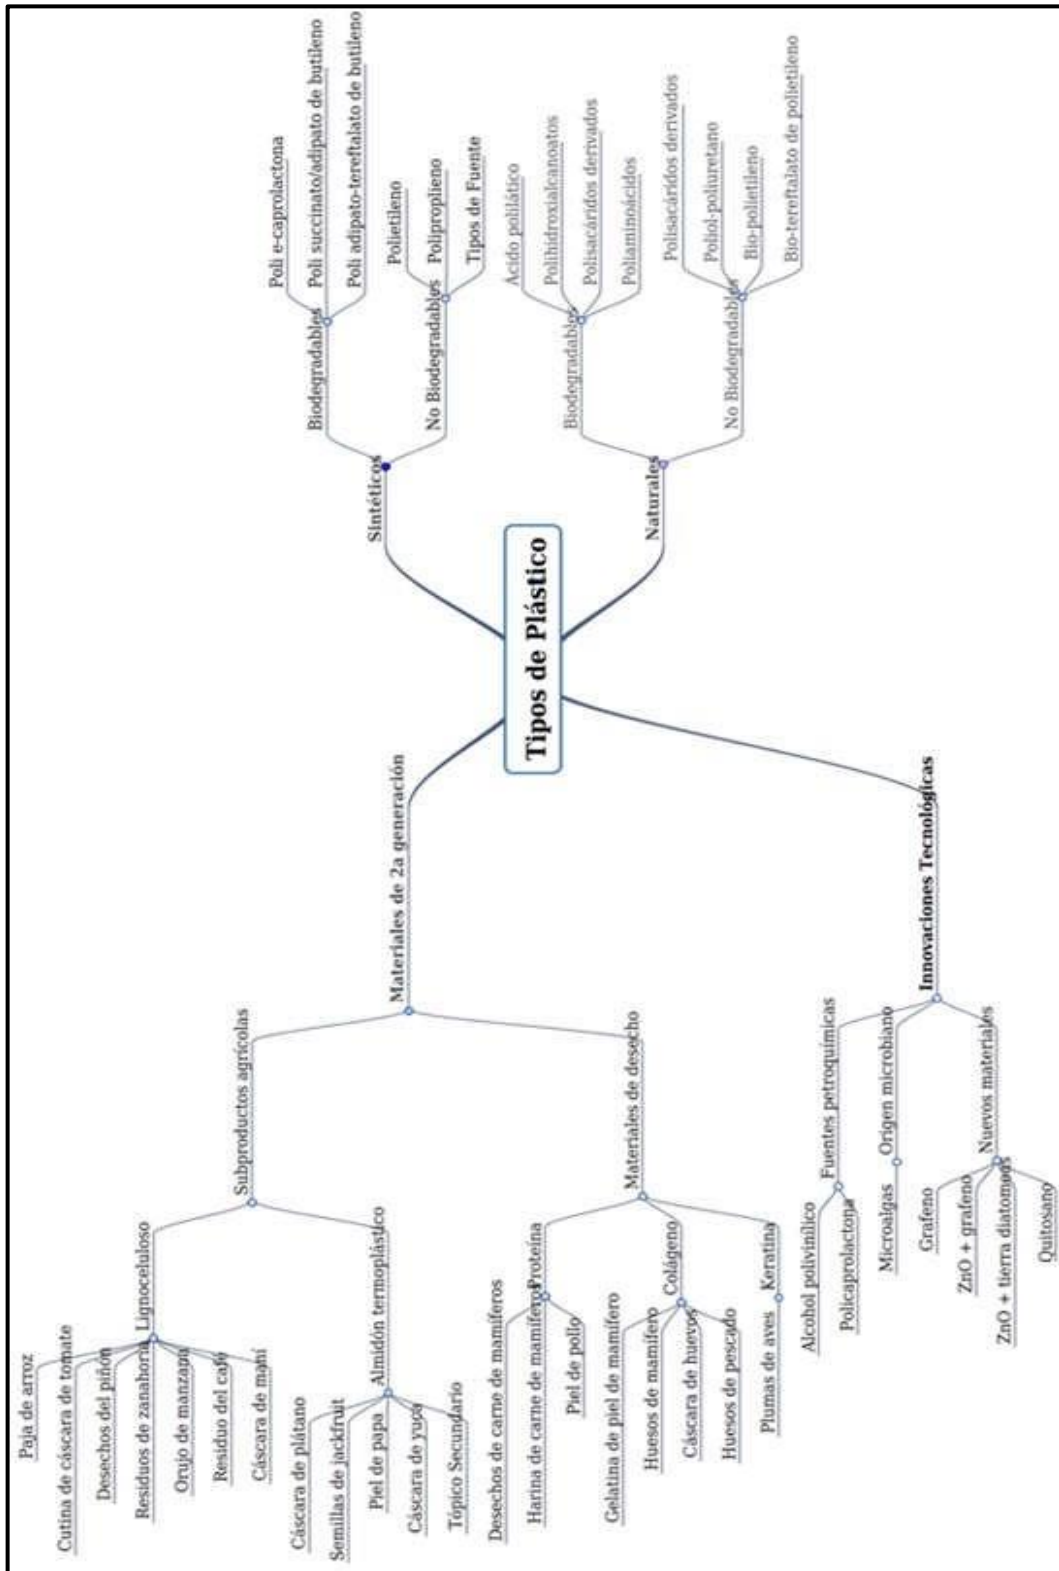 Tipos de Plástico
Sintéticos
Biodegradables
Poli e-caprolactona
Poli succinato/adipato de butileno
Poli adipato-tereftalato de butileno
No Biodegradables
Polietileno
Poliproplieno
Tipos de Fuente
Naturales
Biodegradables
Ácido polilático
Polihidroxialcanoatos
Polisacáridos derivados
Poliaminoácidos
No Biodegradables
Polisacáridos derivados
Poliol-poliuretano
Bio-polietileno
Bio-tereftalato de polietileno
Materiales de 2a generación
Subproductos agrícolas
Lignoceluloso
Paja de arroz
Cutina de cáscara de tomate
Desechos del piñón
Residuos de zanahoria
Orujo de manzana
Residuo del café
Cáscara de maní
Almidón termoplástico
Cáscara de plátano
Semillas de jackfruit
Piel de papa
Cáscara de yuca
Tópico Secundario
Materiales de desecho
Proteína
Desechos de carne de mamíferos
Harina de carne de mamíferos
Piel de pollo
Colágeno
Gelatina de piel de mamífero
Huesos de mamífero
Cáscara de huevos
Huesos de pescado
Keratina
Plumas de aves
Innovaciones Tecnológicas
Fuentes petroquímicas
Alcohol polivinílico
Policaprolactona
Origen microbiano
Microalgas
Nuevos materiales
Grafeno
ZnO + grafeno
ZnO + tierra diatomeas
Quitosano